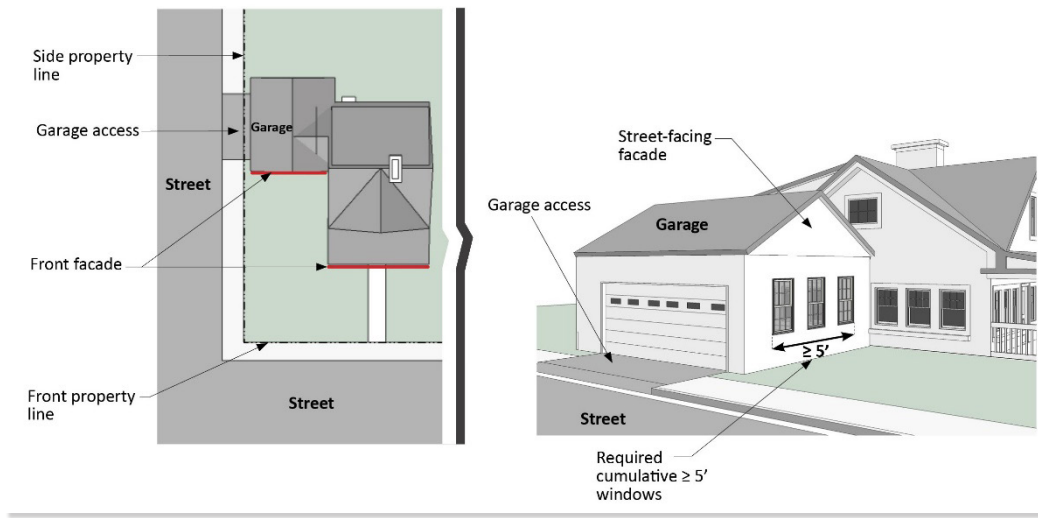 Side property
line
Garage access
Garage
Street
Front facade
Front property
line
Street
Street-facing
facade
Garage access
Garage
≥ 5'
Street
Required
cumulative ≥ 5'
windows